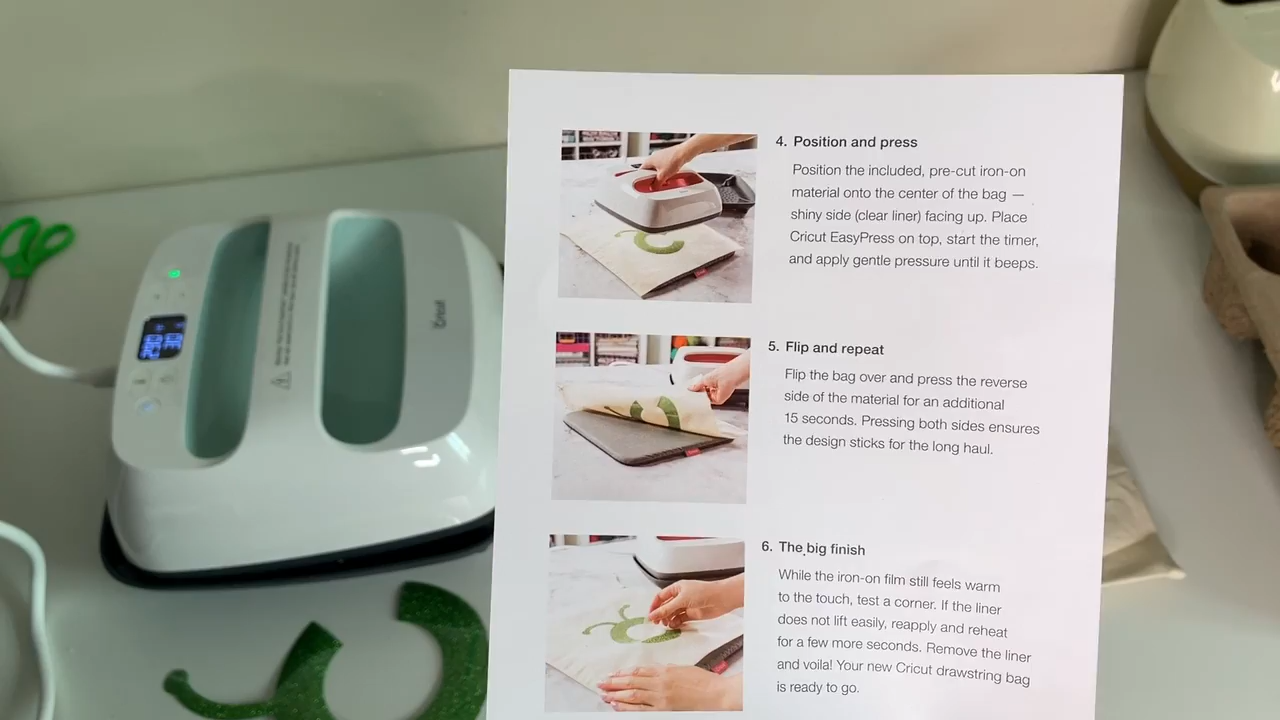 4. Position and press
Position the included, pre-cut iron-on
material onto the center of the bag —
shiny side (clear liner) facing up. Place
Cricut EasyPress on top, start the timer,
and apply gentle pressure until it beeps.
5. Flip and repeat
Flip the bag over and press the reverse
side of the material for an additional
15 seconds. Pressing both sides ensures
the design sticks for the long haul.
6. The big finish
While the iron-on film still feels warm
to the touch, test a corner. If the liner
does not lift easily, reapply and reheat
for a few more seconds. Remove the liner
and voila! Your new Cricut drawstring bag
is ready to go.
Cricut